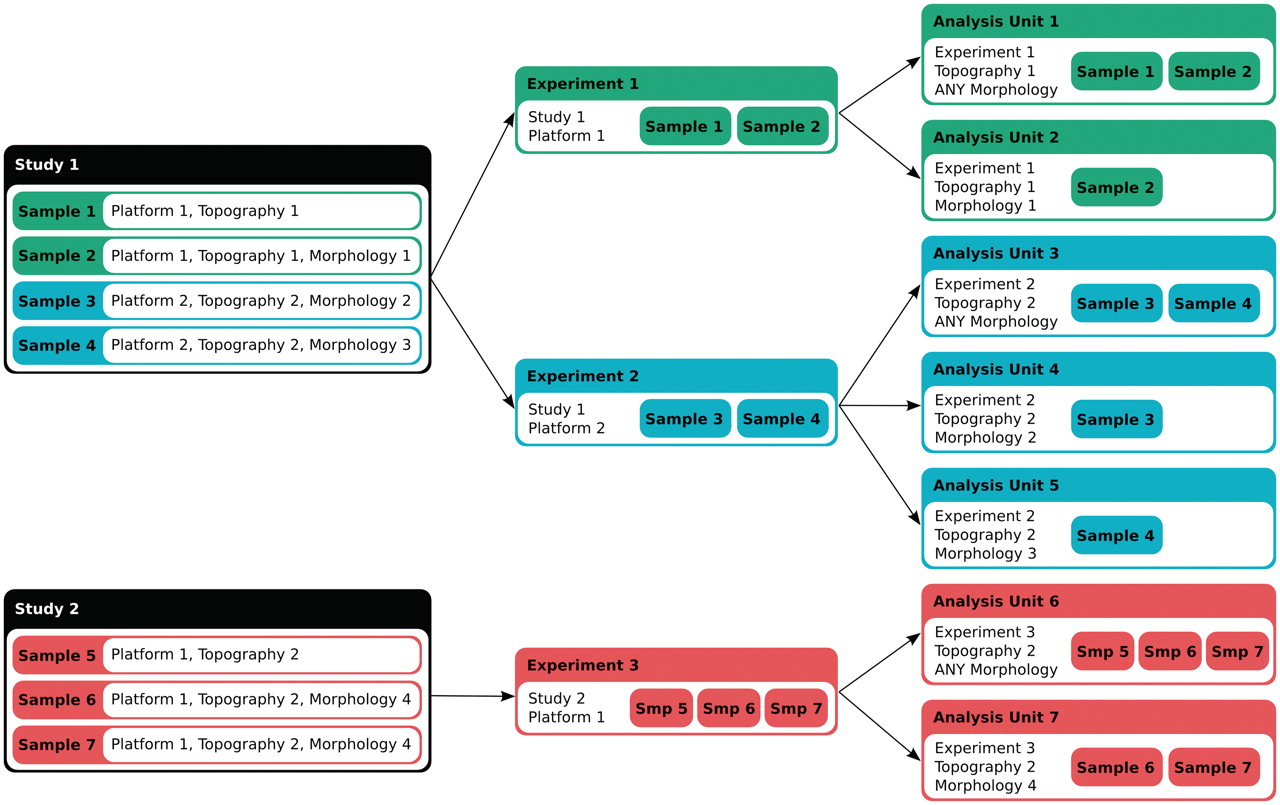 Study 1
Sample 1 Platform 1, Topography 1
Sample 2 Platform 1, Topography 1, Morphology 1
Sample 3 Platform 2, Topography 2, Morphology 2
Sample 4 Platform 2, Topography 2, Morphology 3
Study 2
Sample 5 Platform 1, Topography 2
Sample 6 Platform 1, Topography 2, Morphology 4
Sample 7 Platform 1, Topography 2, Morphology 4
Experiment 1
Study 1
Platform 1
Sample 1 Sample 2
Experiment 2
Study 1
Platform 2
Sample 3 Sample 4
Experiment 3
Study 2
Platform 1
Smp 5 Smp 6 Smp 7
Analysis Unit 1
Experiment 1
Topography 1
ANY Morphology
Sample 1 Sample 2
Analysis Unit 2
Experiment 1
Topography 1
Morphology 1
Sample 2
Analysis Unit 3
Experiment 2
Topography 2
ANY Morphology
Sample 3 Sample 4
Analysis Unit 4
Experiment 2
Topography 2
Morphology 2
Sample 3
Analysis Unit 5
Experiment 2
Topography 2
Morphology 3
Sample 4
Analysis Unit 6
Experiment 3
Topography 2
ANY Morphology
Smp 5 Smp 6 Smp 7
Analysis Unit 7
Experiment 3
Topography 2
Morphology 4
Sample 6 Sample 7